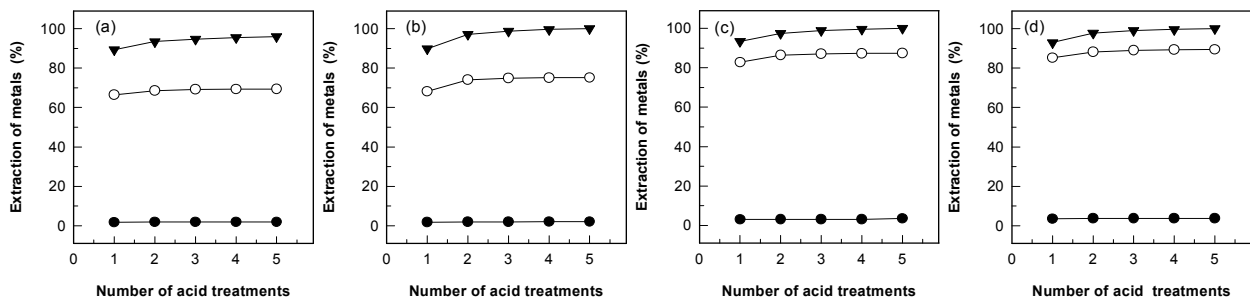 (a)
Extraction of metals (%)
100
80
60
40
20
0
0 1 2 3 4 5
Number of acid treatments
(b)
Extraction of metals (%)
100
80
60
40
20
0
0 1 2 3 4 5
Number of acid treatments
(c)
Extraction of metals (%)
100
80
60
40
20
0
0 1 2 3 4 5
Number of acid treatments
(d)
Extraction of metals (%)
100
80
60
40
20
0
0 1 2 3 4 5
Number of acid treatments